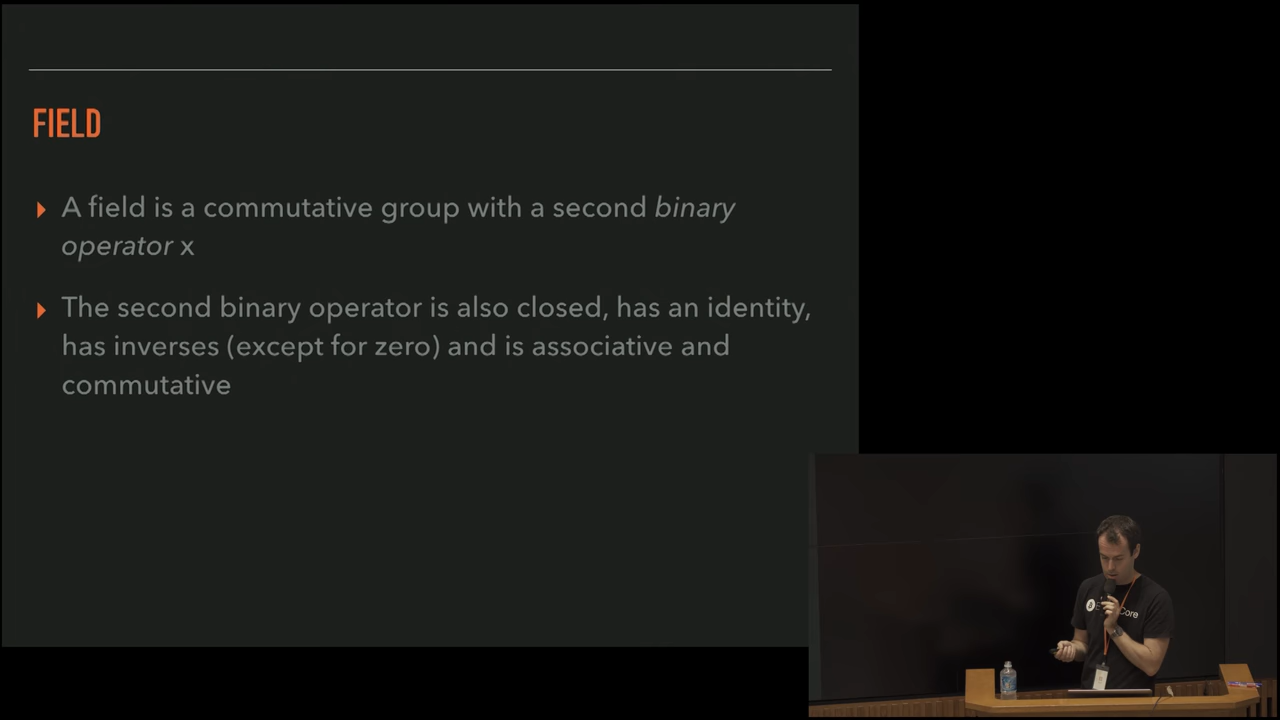 FIELD
A field is a commutative group with a second binary
operator x
The second binary operator is also closed, has an identity,
has inverses (except for zero) and is associative and
commutative
Core